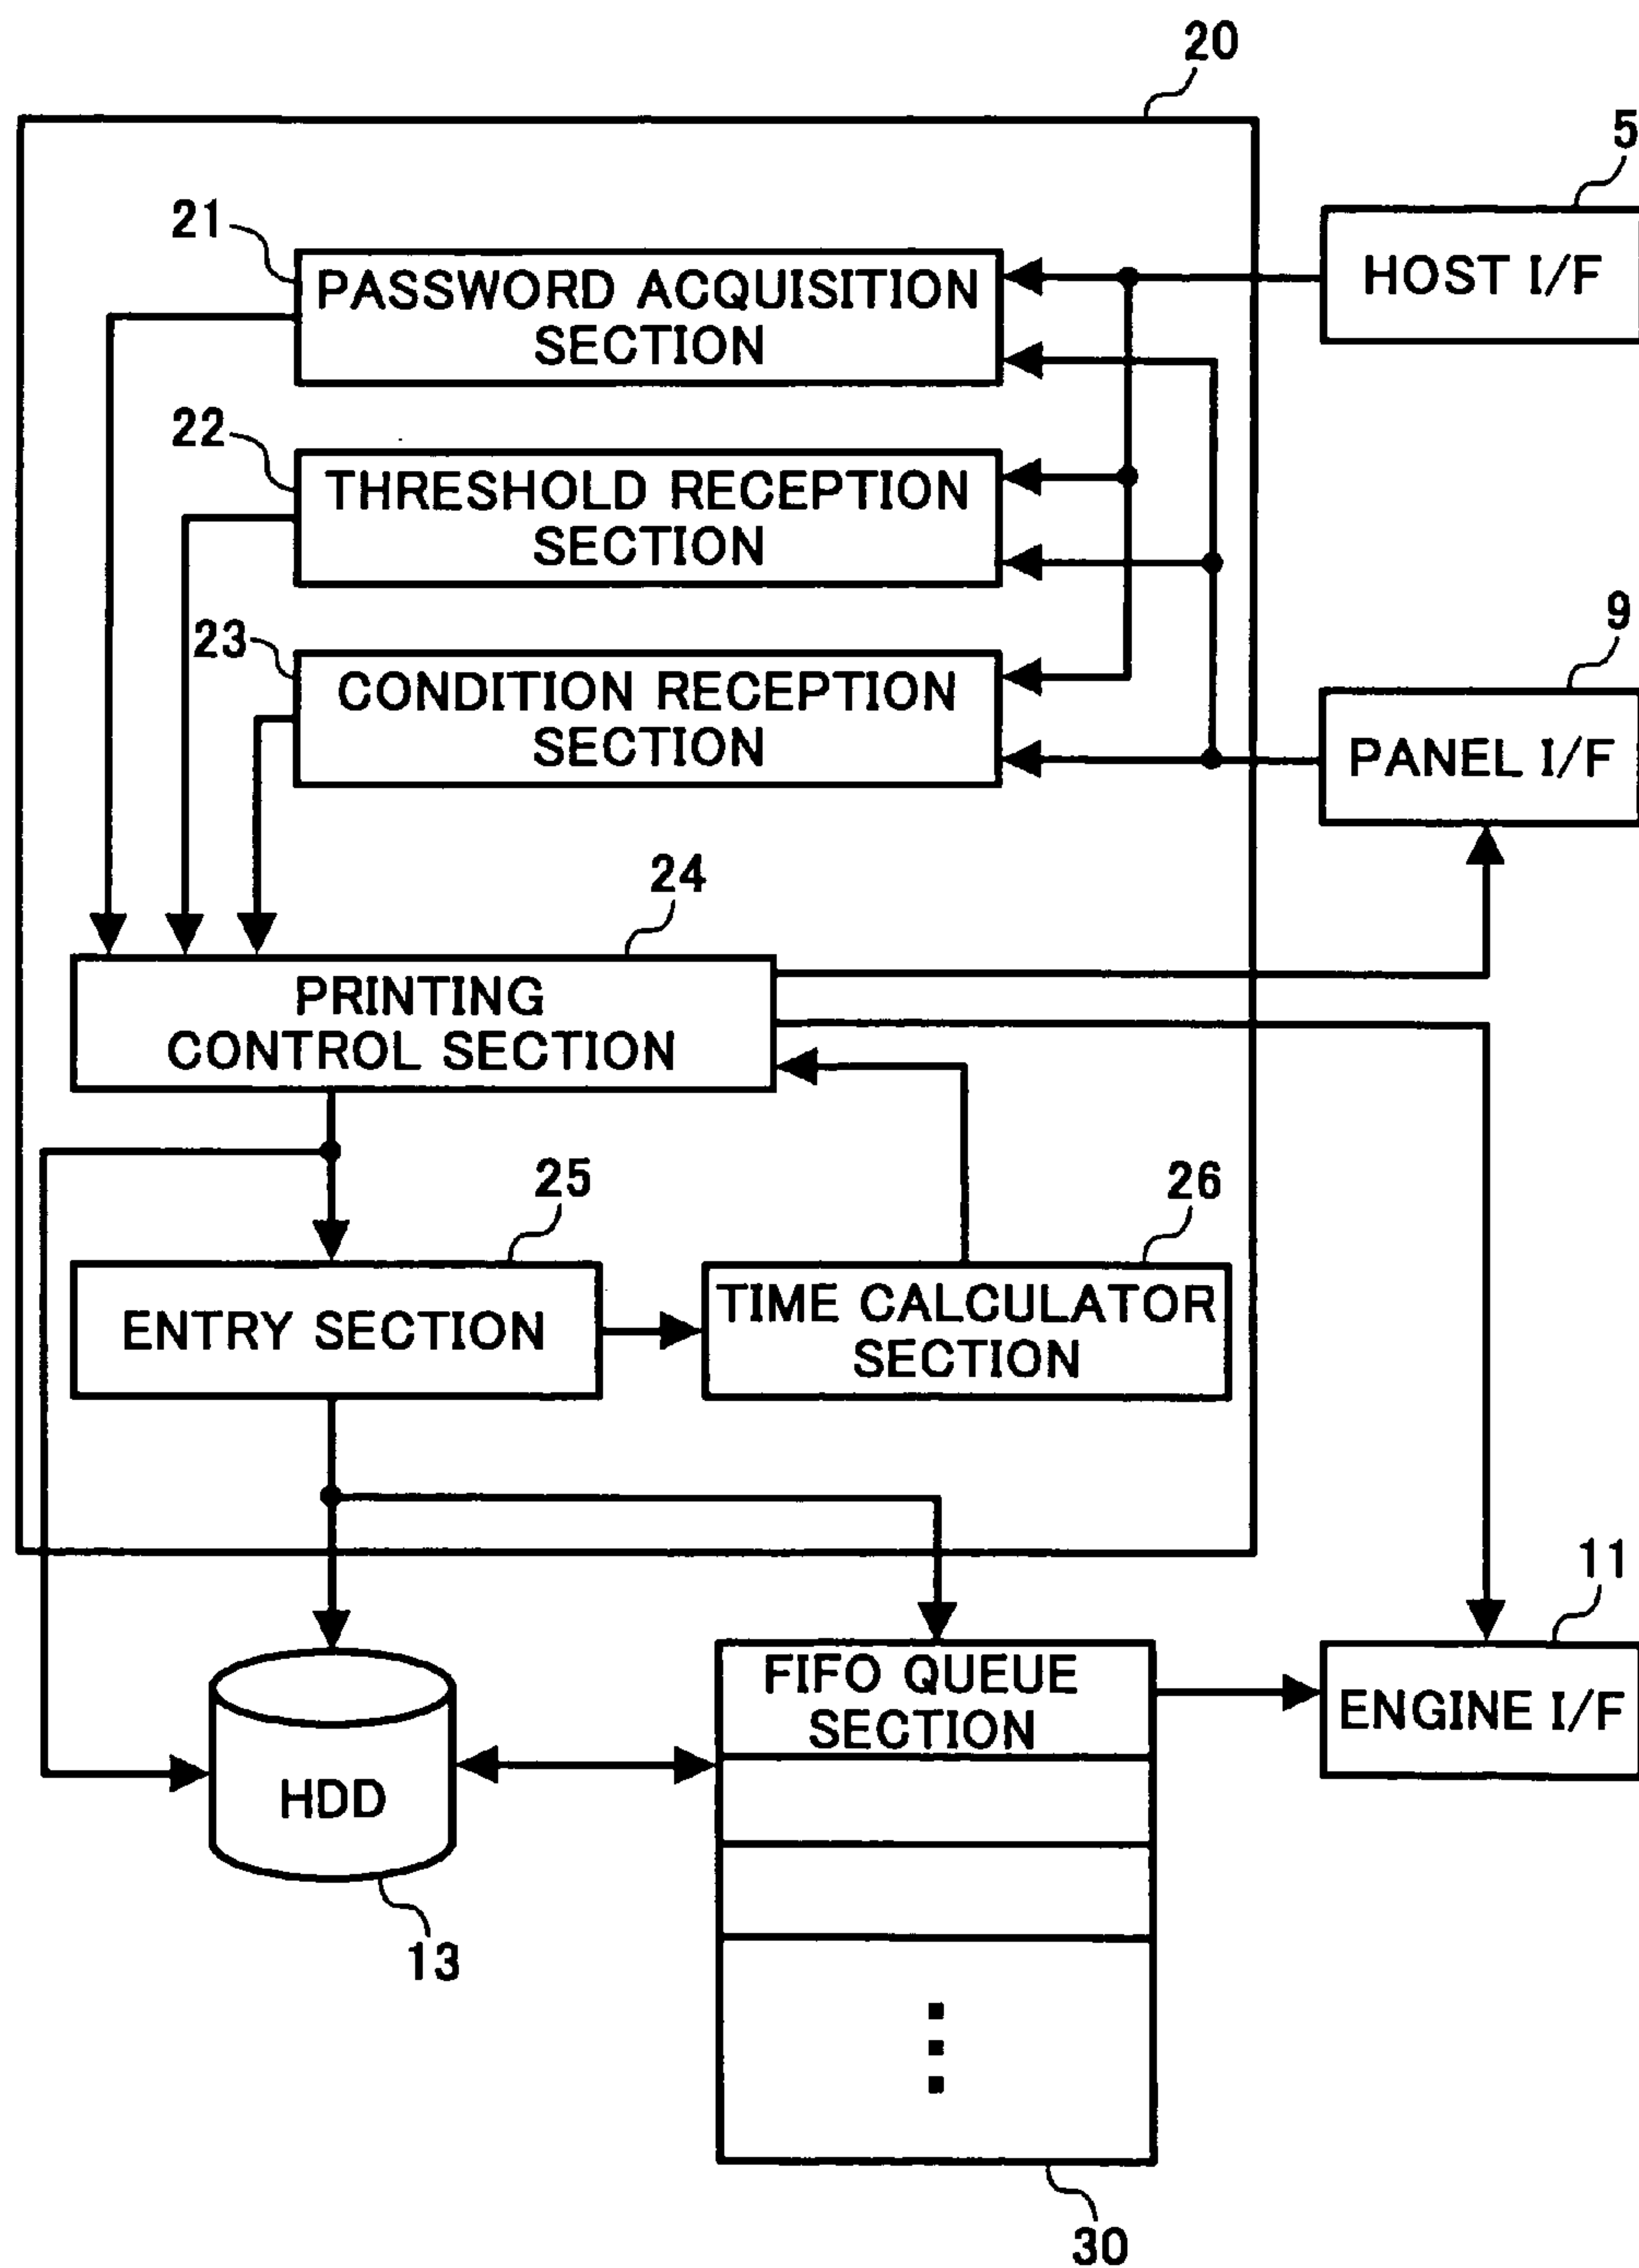 20
5
21
PASSWORD ACQUISITION
SECTION
HOST I/F
22
THRESHOLD RECEPTION
SECTION
23
CONDITION RECEPTION
SECTION
9
PANEL I/F
24
PRINTING
CONTROL SECTION
25
ENTRY SECTION
26
TIME CALCULATOR
SECTION
11
FIFO QUEUE
SECTION
ENGINE I/F
HDD
13
30